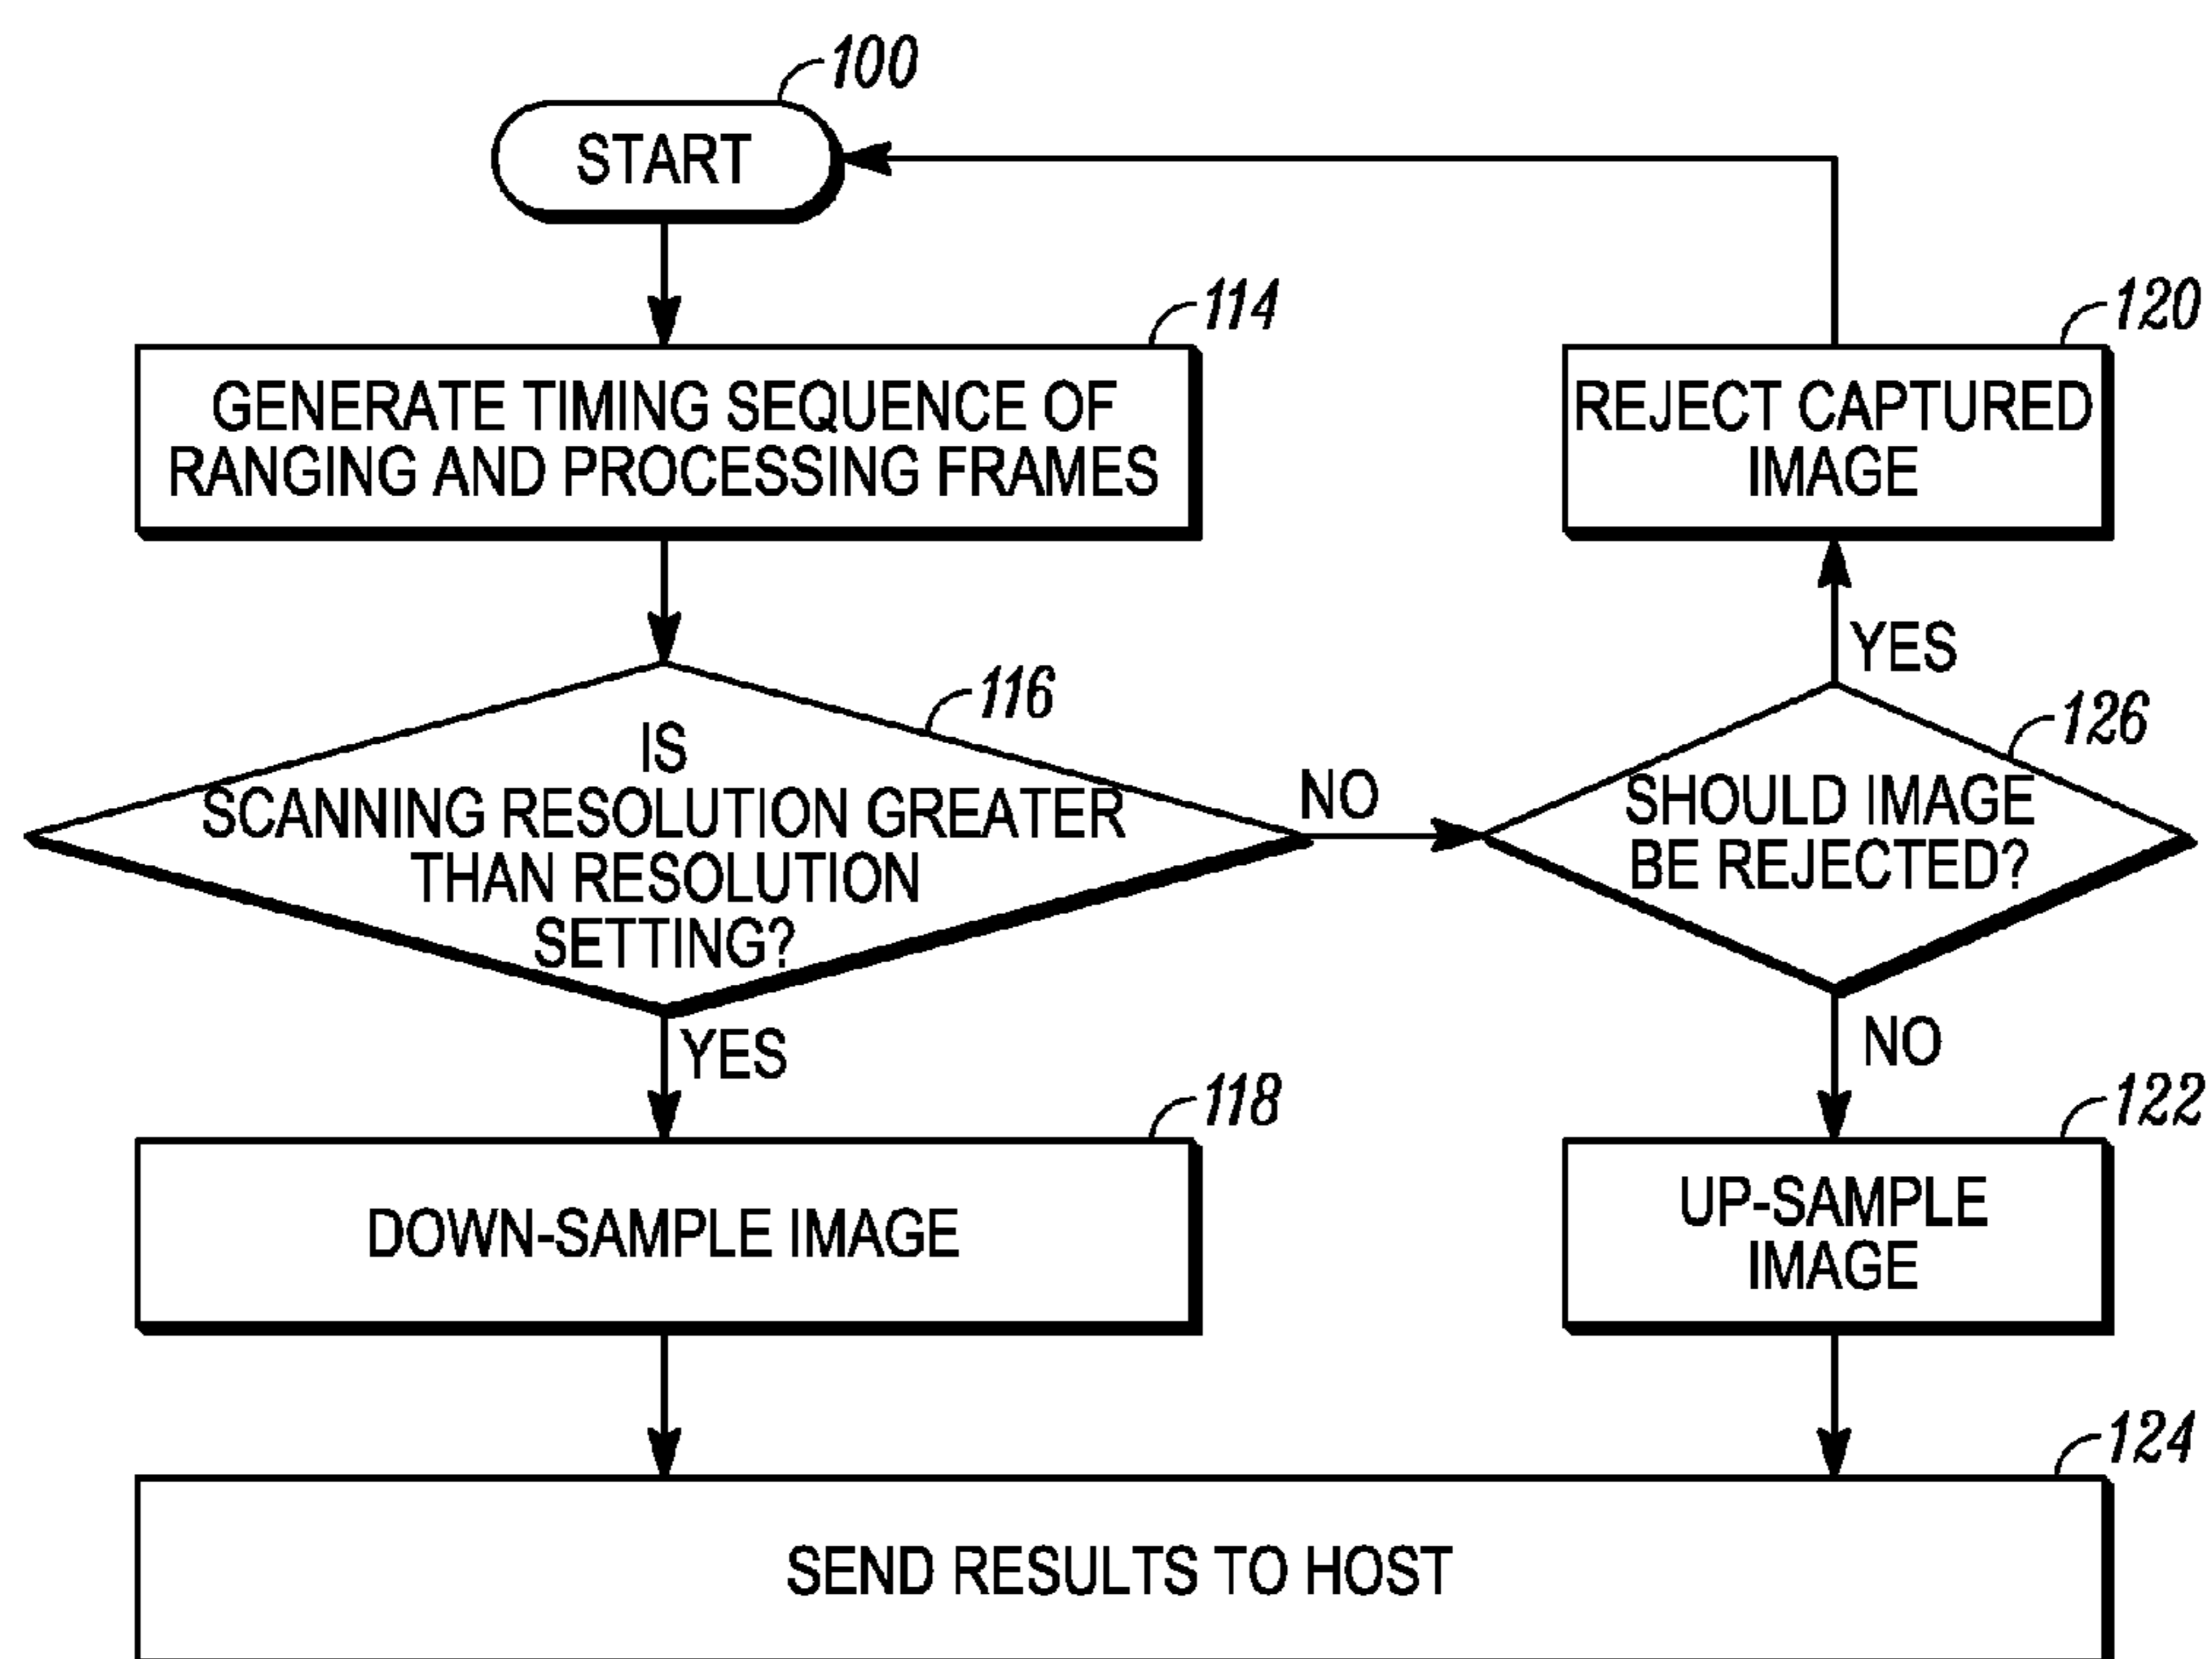 100
START
114
GENERATE TIMING SEQUENCE OF
RANGING AND PROCESSING FRAMES
120
REJECT CAPTURED
IMAGE
116
IS
SCANNING RESOLUTION GREATER
THAN RESOLUTION
SETTING?
NO
YES
126
SHOULD IMAGE
BE REJECTED?
YES
NO
118
DOWN-SAMPLE IMAGE
122
UP-SAMPLE
IMAGE
124
SEND RESULTS TO HOST